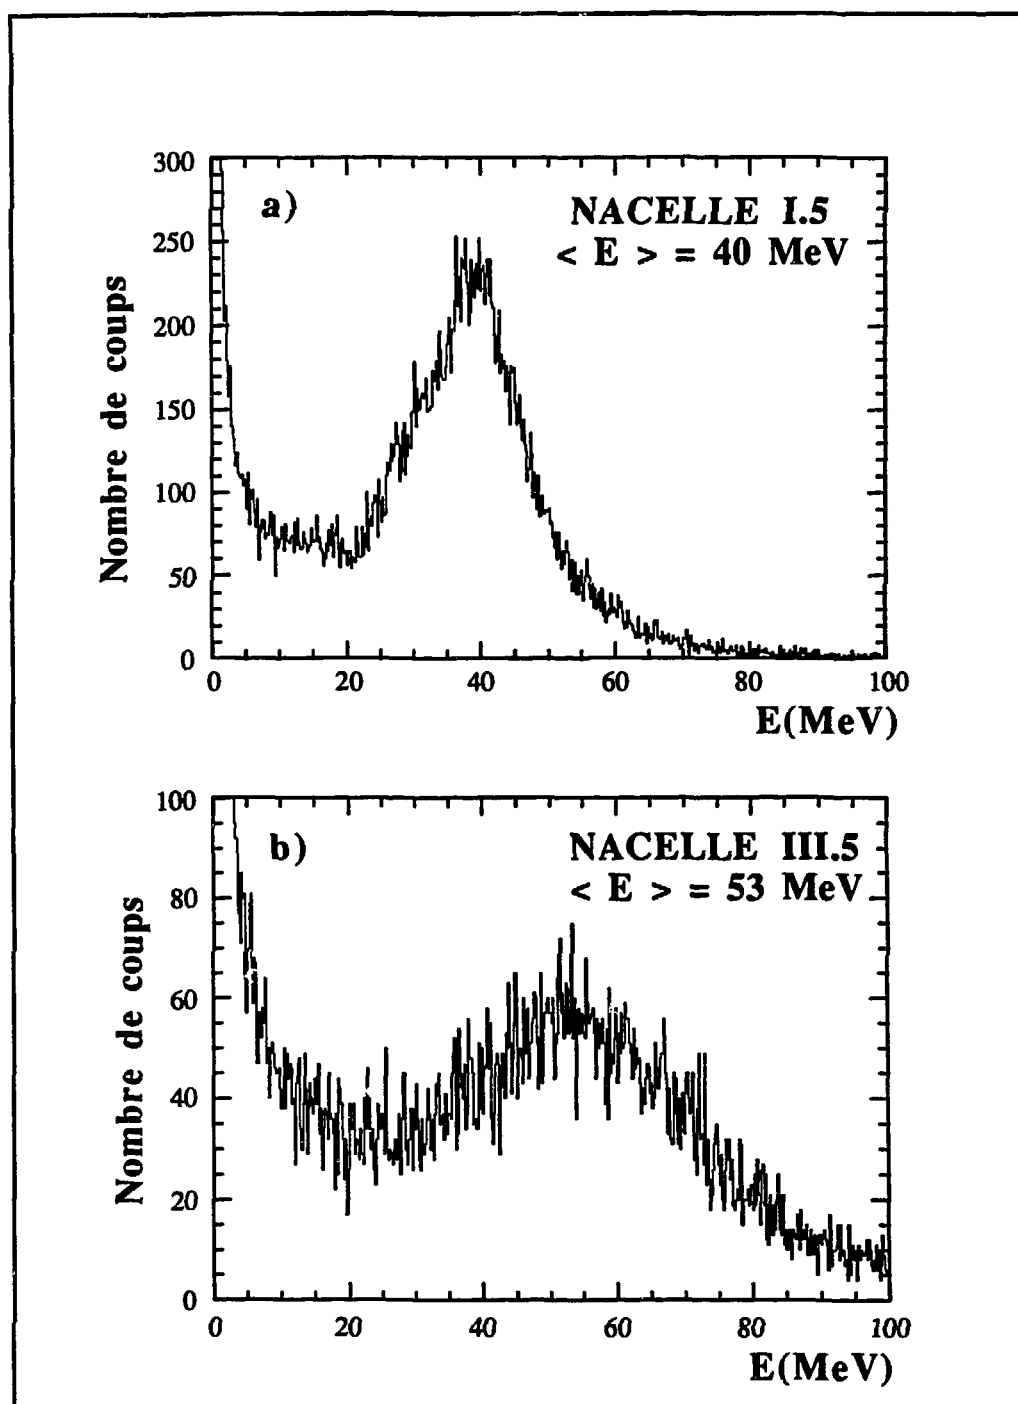 300
a)
NACELLE I.5
< E > = 40 MeV
250
200
150
100
50
0
Nombre de coups
0 20 40 60 80 100
E(MeV)
100
b)
NACELLE III.5
< E > = 53 MeV
80
60
40
20
0
Nombre de coups
0 20 40 60 80 100
E(MeV)